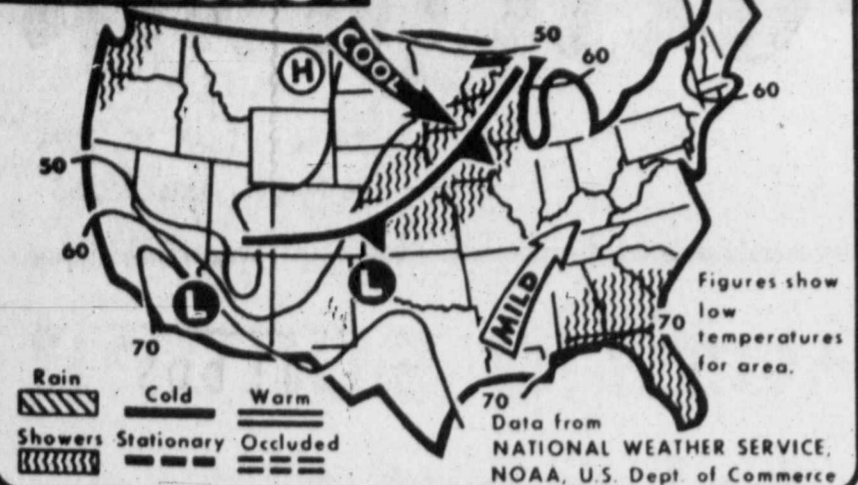 50
H
COOL
60
60
50
60
L
L
MILD
70
70
70
Figures show
low
temperatures
for area.
Rain
Cold
Warm
Showers
Stationary
Occluded
Data from
NATIONAL WEATHER SERVICE,
NOAA, U.S. Dept. of Commerce